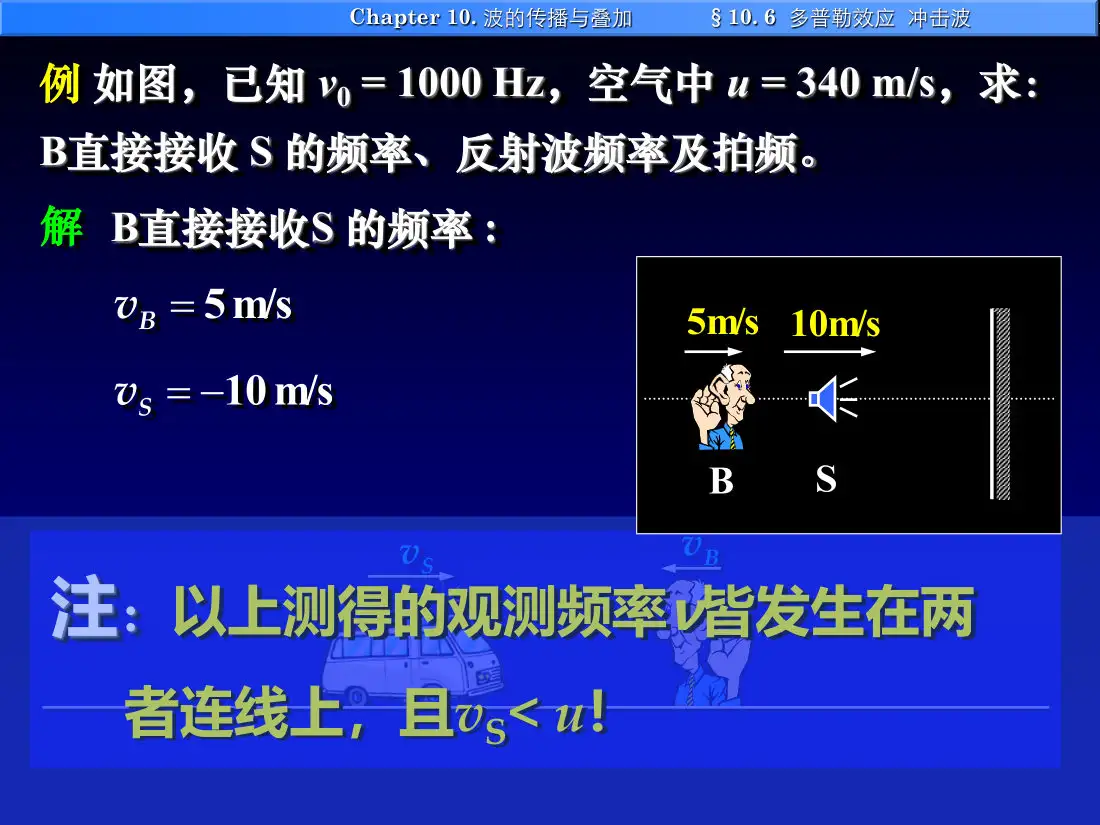 Chapter 10. 波的传播与叠加 § 10. 6 多普勒效应 冲击波
例 如图，已知 ν0 = 1000 Hz，空气中 u = 340 m/s，求：
B直接接收 S 的频率、反射波频率及拍频。
解 B直接接收S 的频率：
vB = 5 m/s
vS = −10 m/s
5m/s 10m/s
B S
vS vB
注：以上测得的观测频率ν皆发生在两
者连线上，且vS< u！